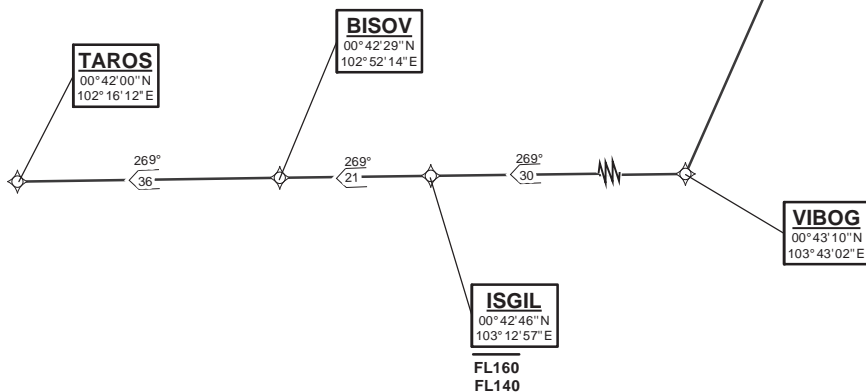 BISOV
00°42'29"N
102°52'14"E
TAROS
00°42'00"N
102°16'12"E
269°
36
269°
21
269°
30
VIBOG
00°43'10"N
103°43'02"E
ISGIL
00°42'46"N
103°12'57"E
FL160
FL140